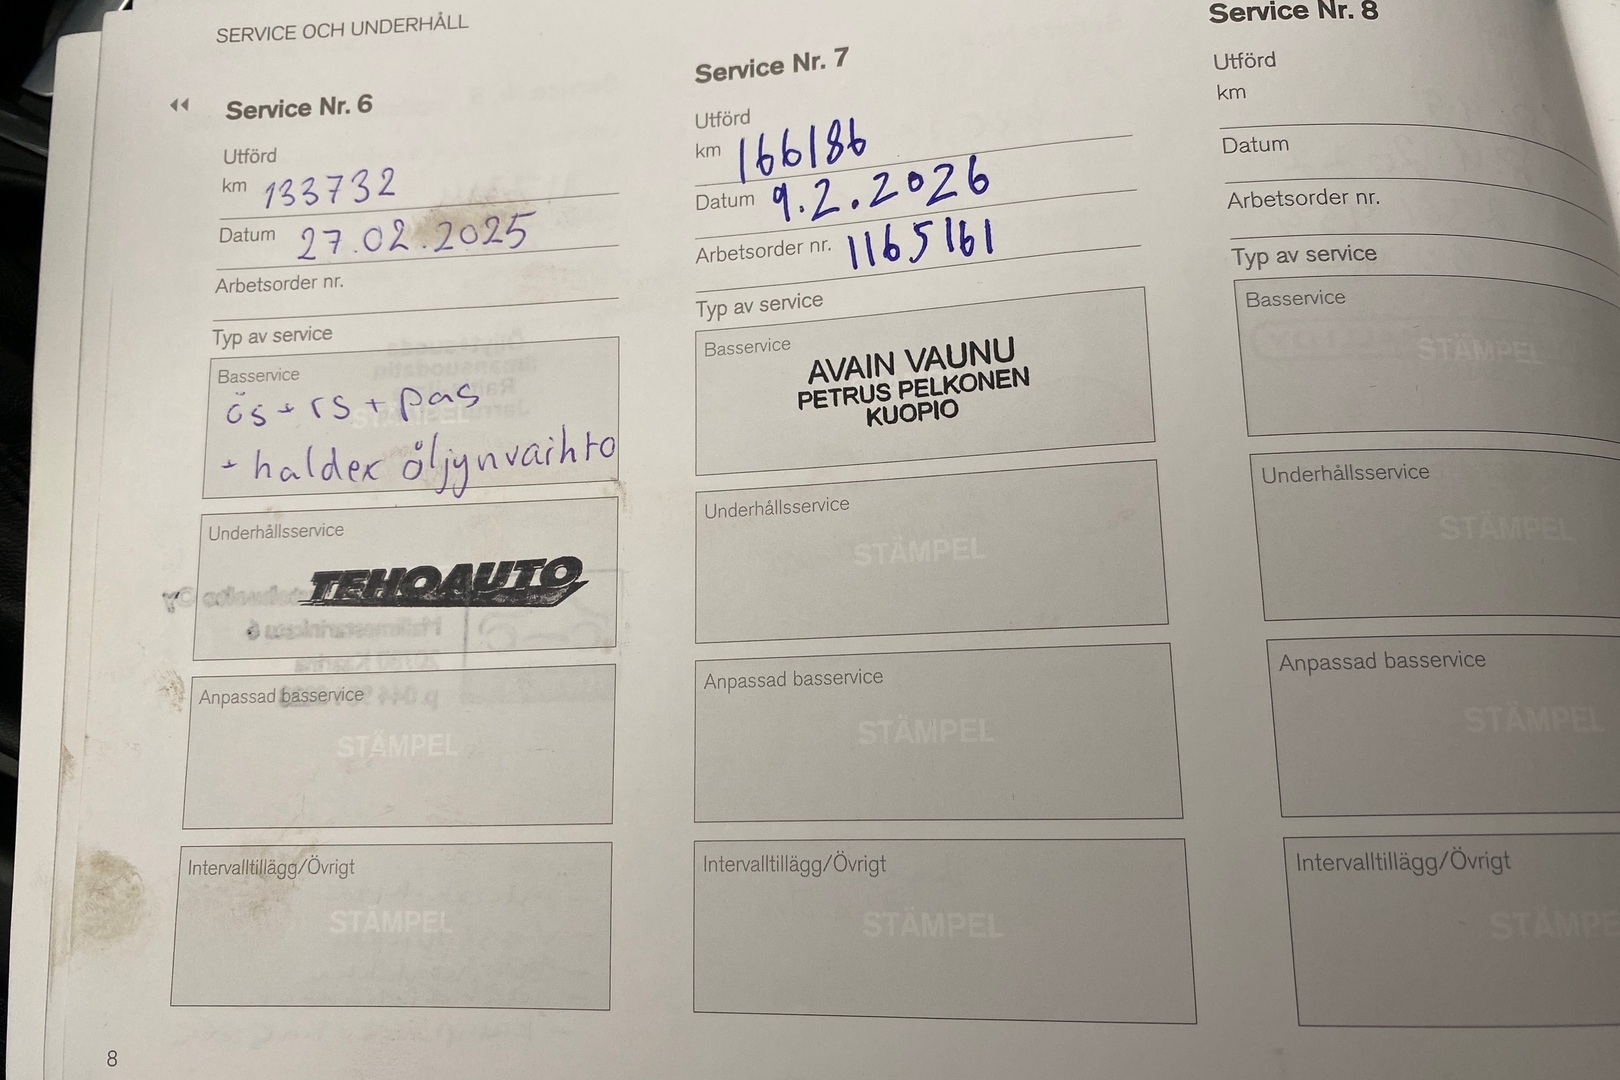 SERVICE OCH UNDERHÅLL
Service Nr. 6
Utförd
km 133732
Datum 27.02.2025
Arbetsorder nr.
Typ av service
Basservice
ös + rs + pas
+ haldex öljynvaihto
Underhållsservice
TEHOAUTO
Anpassad basservice
STÄMPEL
Intervalltillägg/Övrigt
STÄMPEL
8
Service Nr. 7
Utförd
km 166186
Datum 9.2.2026
Arbetsorder nr. 1165161
Typ av service
Basservice
AVAIN VAUNU
PETRUS PELKONEN
KUOPIO
Underhållsservice
STÄMPEL
Anpassad basservice
STÄMPEL
Intervalltillägg/Övrigt
STÄMPEL
Service Nr. 8
Utförd
km
Datum
Arbetsorder nr.
Typ av service
Basservice
STÄMPEL
Underhållsservice
STÄMPEL
Anpassad basservice
STÄMPEL
Intervalltillägg/Övrigt
STÄMPE